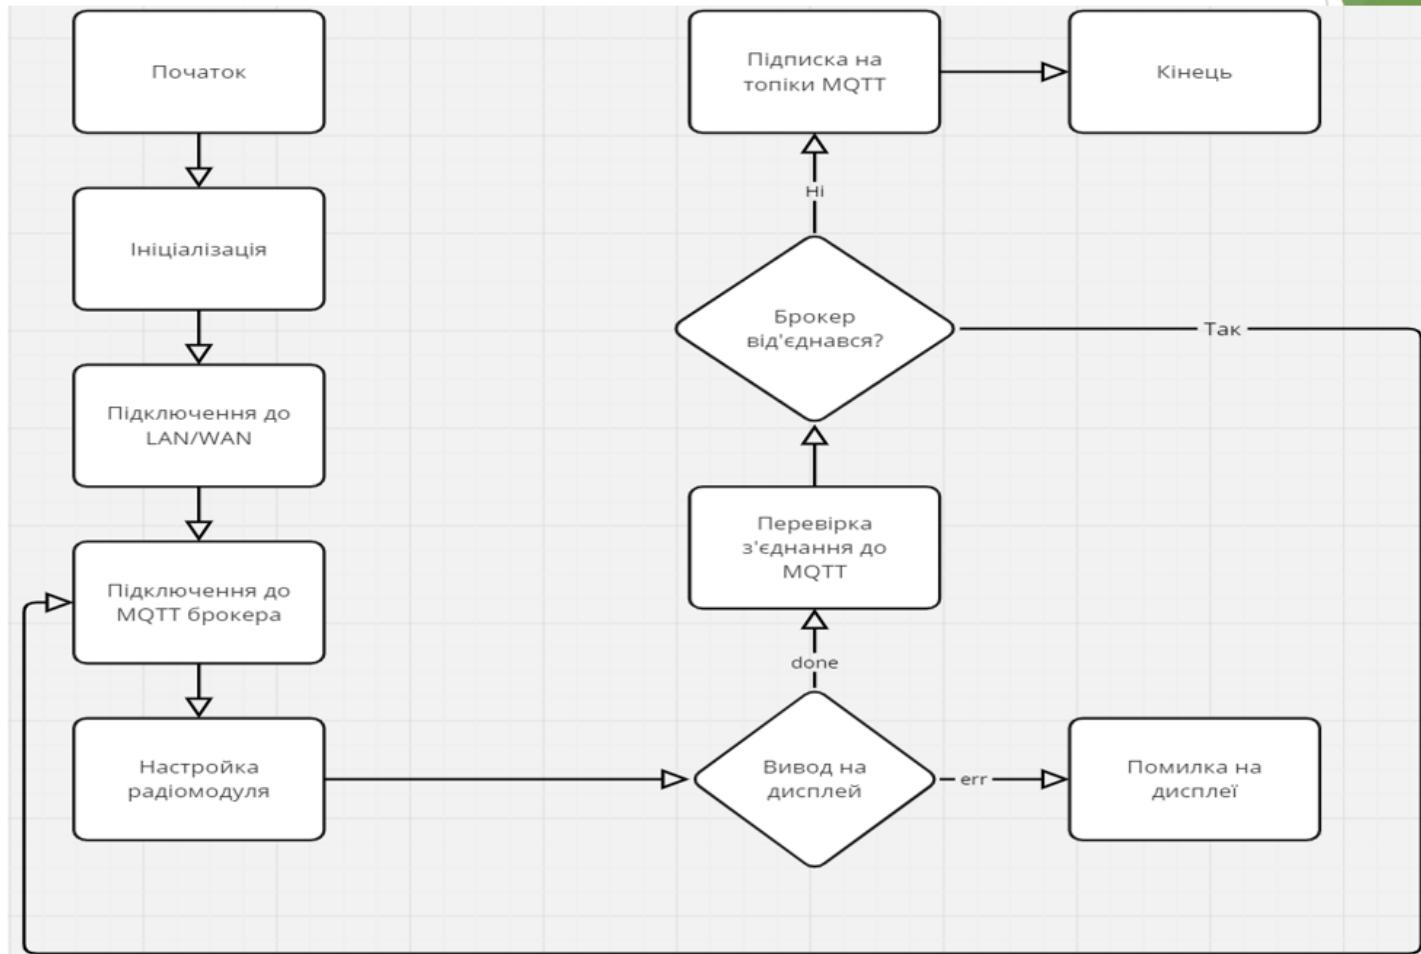 Початок
Ініціалізація
Підключення до
LAN/WAN
Підключення до
MQTT брокера
Настройка
радіомодуля
Вивод на
дисплей
err
Помилка на
дисплеї
done
Перевірка
з'єднання до
MQTT
Брокер
від'єднався?
Так
Ні
Підписка на
топіки MQTT
Кінець